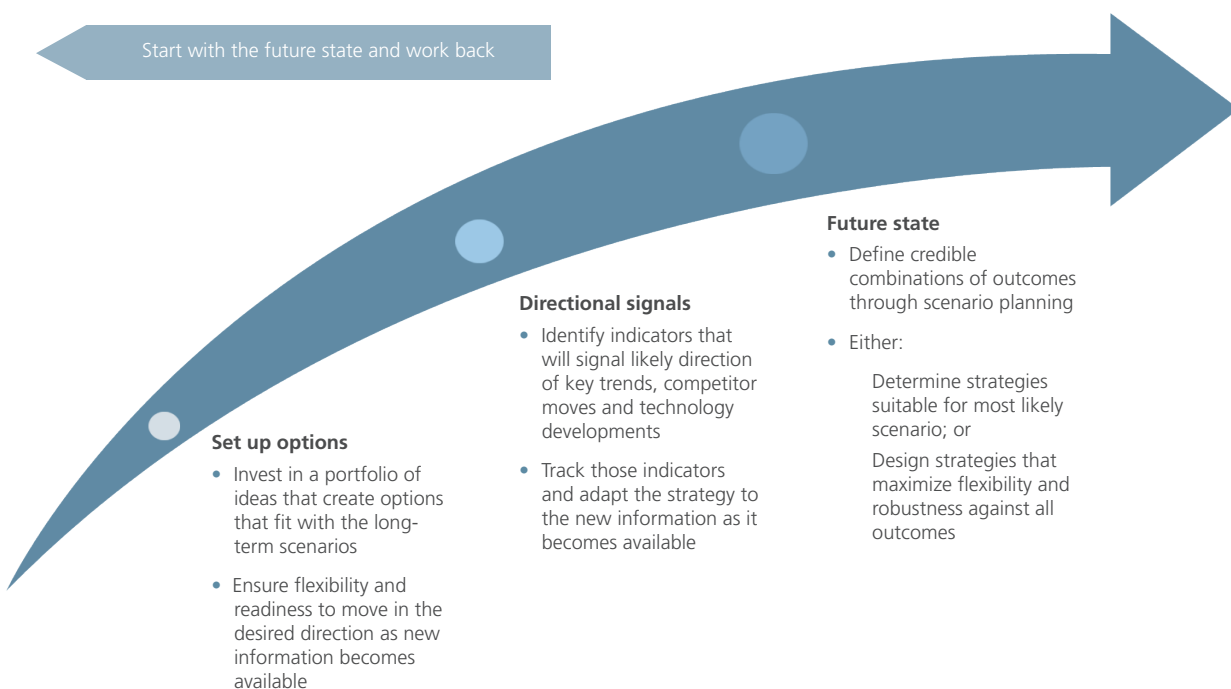 Start with the future state and work back
Set up options
• Invest in a portfolio of
ideas that create options
that fit with the long-
term scenarios
• Ensure flexibility and
readiness to move in the
desired direction as new
information becomes
available
Directional signals
• Identify indicators that
will signal likely direction
of key trends, competitor
moves and technology
developments
• Track those indicators
and adapt the strategy to
the new information as it
becomes available
Future state
• Define credible
combinations of outcomes
through scenario planning
• Either:
Determine strategies
suitable for most likely
scenario; or
Design strategies that
maximize flexibility and
robustness against all
outcomes